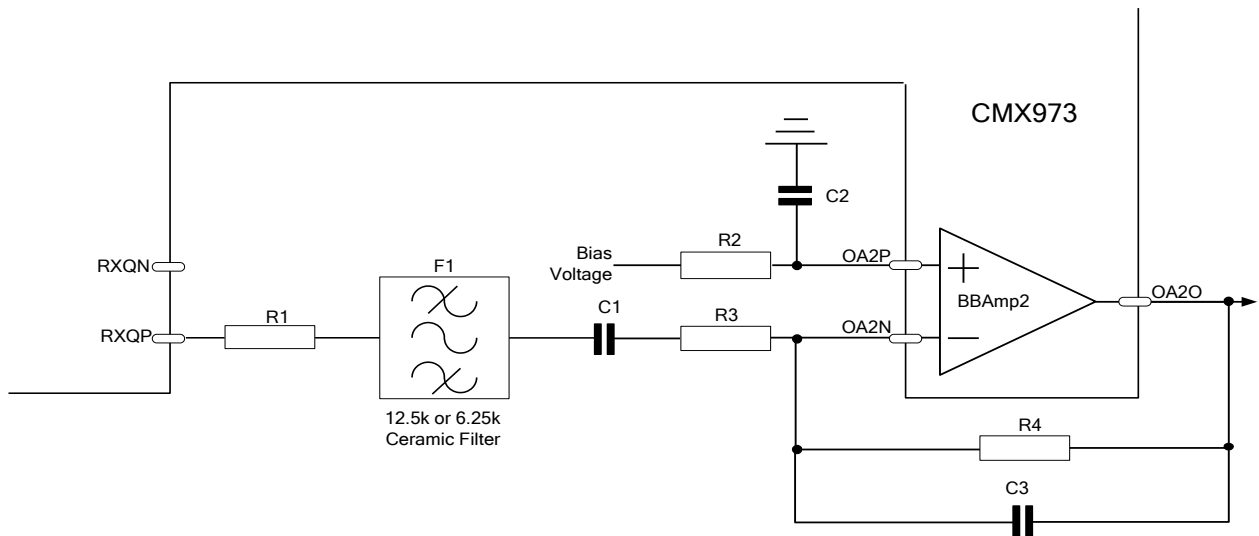 CMX973
C2
RXQN
F1
Bias
Voltage
R2
OA2P
BBAmp2
OA2O
RXQP
R1
C1
R3
OA2N
12.5k or 6.25k
Ceramic Filter
R4
C3